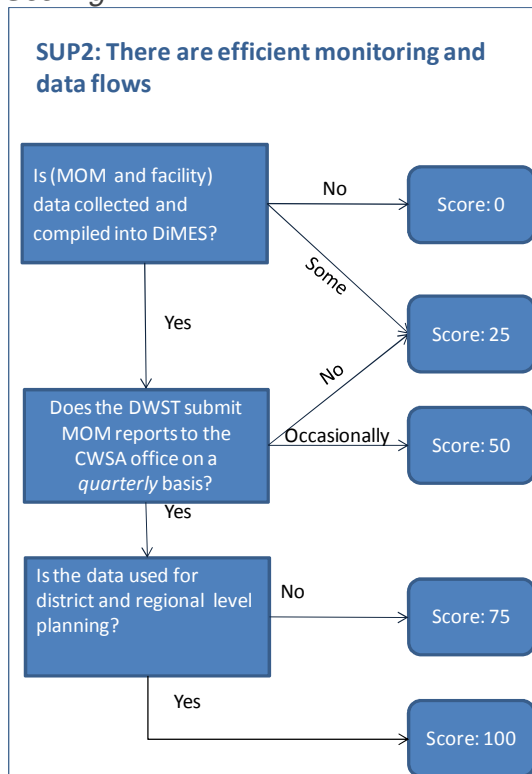 SUP2: There are efficient monitoring and
data flows
Is (MOM and facility)
data collected and
compiled into DiMES?
No
Score: 0
Some
Score: 25
Yes
No
Does the DWST submit
MOM reports to the
CWSA office on a
quarterly basis?
Occasionally
Score: 50
Yes
Is the data used for
district and regional level
planning?
No
Score: 75
Yes
Score: 100